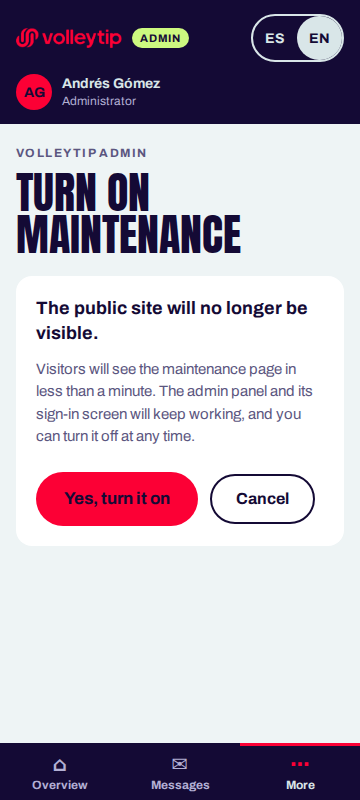 volleytip ADMIN ES EN
AG Andrés Gómez
Administrator
VOLLEYTIP ADMIN
TURN ON
MAINTENANCE
The public site will no longer be
visible.
Visitors will see the maintenance page in
less than a minute. The admin panel and its
sign-in screen will keep working, and you
can turn it off at any time.
Yes, turn it on Cancel
Overview Messages More